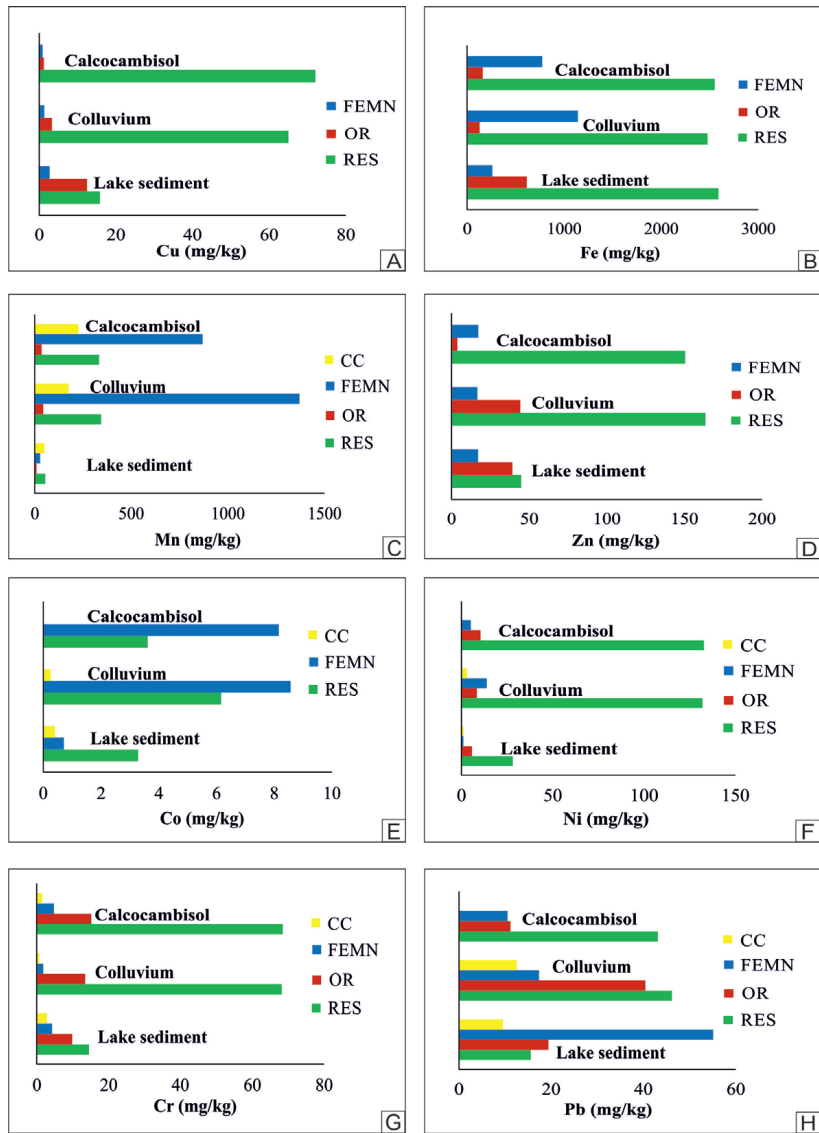 Calcocambisol
FEMN
Colluvium
OR
RES
Lake sediment
0 20 40 60 80
Cu (mg/kg)
A
Calcocambisol
FEMN
Colluvium
OR
RES
Lake sediment
0 1000 2000 3000
Fe (mg/kg)
B
Calcocambisol
CC
Colluvium
FEMN
OR
RES
Lake sediment
0 500 1000 1500
Mn (mg/kg)
C
Calcocambisol
FEMN
Colluvium
OR
RES
Lake sediment
0 50 100 150 200
Zn (mg/kg)
D
Calcocambisol
CC
Colluvium
FEMN
RES
Lake sediment
0 2 4 6 8 10
Co (mg/kg)
E
Calcocambisol
CC
FEMN
Colluvium
OR
RES
Lake sediment
0 50 100 150
Ni (mg/kg)
F
Calcocambisol
CC
FEMN
Colluvium
OR
RES
Lake sediment
0 20 40 60 80
Cr (mg/kg)
G
Calcocambisol
CC
Colluvium
FEMN
OR
RES
Lake sediment
0 20 40 60
Pb (mg/kg)
H